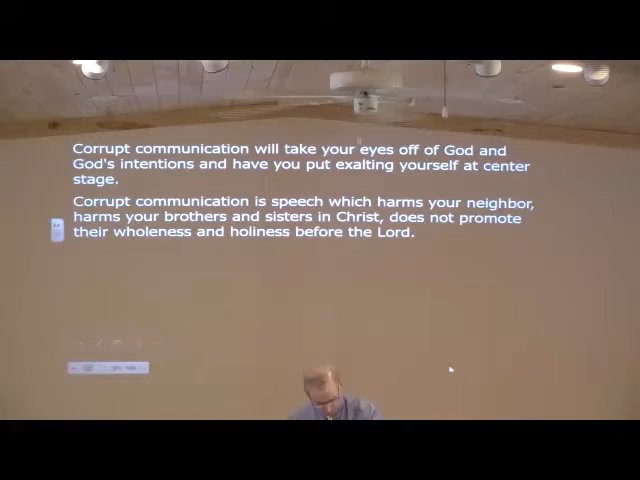 Corrupt communication will take your eyes off of God and
God's intentions and have you put exalting yourself at center
stage.
Corrupt communication is speech which harms your neighbor,
harms your brothers and sisters in Christ, does not promote
their wholeness and holiness before the Lord.